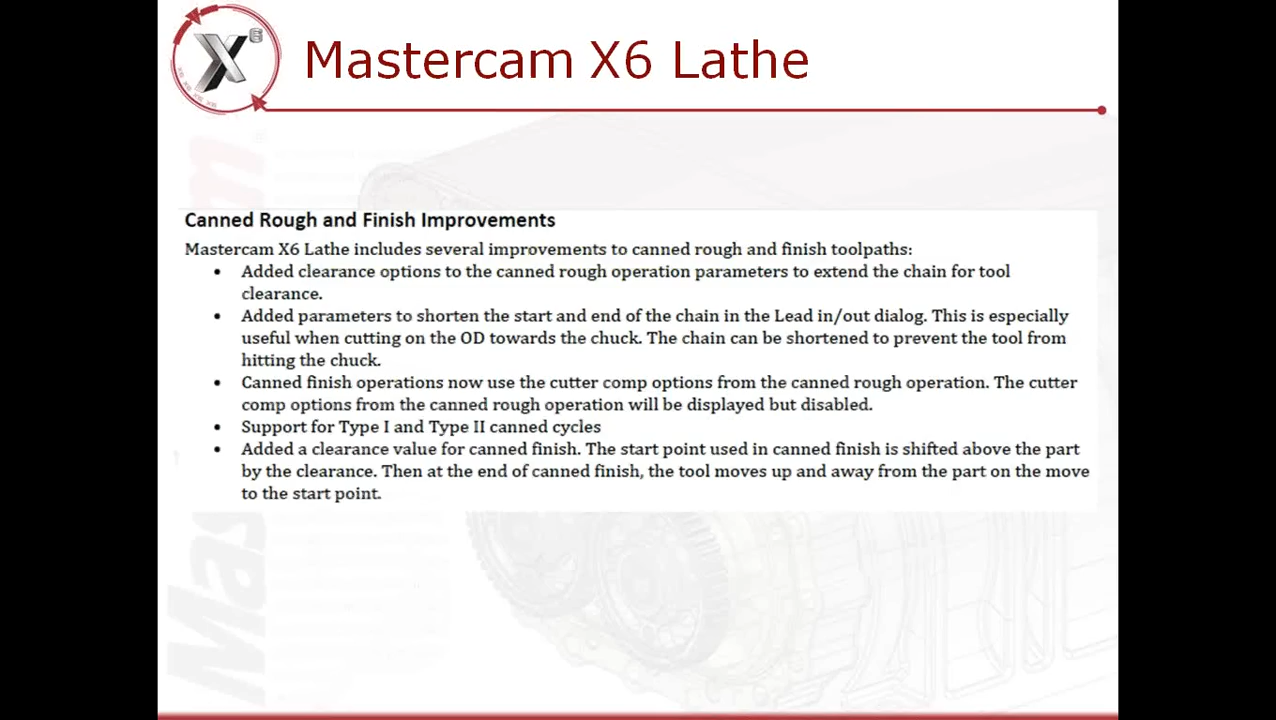 Mastercam X6 Lathe
Canned Rough and Finish Improvements
Mastercam X6 Lathe includes several improvements to canned rough and finish toolpaths:
• Added clearance options to the canned rough operation parameters to extend the chain for tool
clearance.
• Added parameters to shorten the start and end of the chain in the Lead in/out dialog. This is especially
useful when cutting on the OD towards the chuck. The chain can be shortened to prevent the tool from
hitting the chuck.
• Canned finish operations now use the cutter comp options from the canned rough operation. The cutter
comp options from the canned rough operation will be displayed but disabled.
• Support for Type I and Type II canned cycles
• Added a clearance value for canned finish. The start point used in canned finish is shifted above the part
by the clearance. Then at the end of canned finish, the tool moves up and away from the part on the move
to the start point.